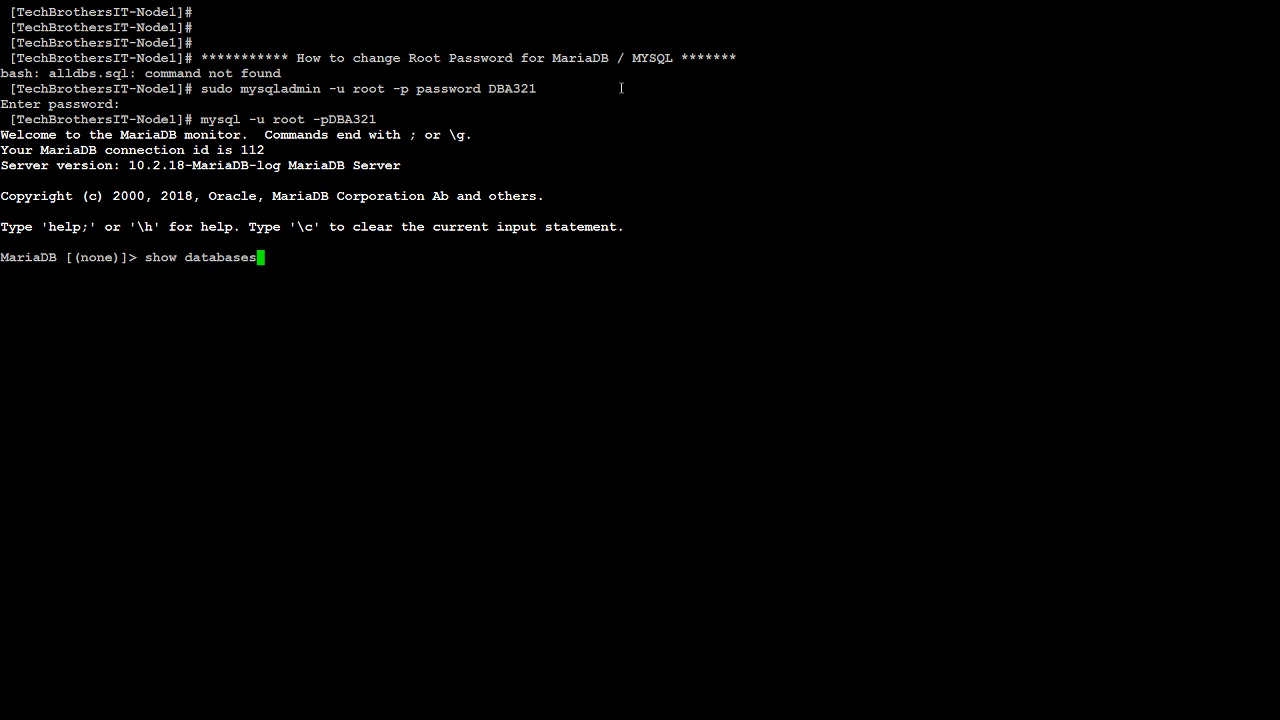 [TechBrothersIT-Node1]#
[TechBrothersIT-Node1]#
[TechBrothersIT-Node1]#
[TechBrothersIT-Node1]# *********** How to change Root Password for MariaDB / MYSQL *******
bash: alldbs.sql: command not found
[TechBrothersIT-Node1]# sudo mysqladmin -u root -p password DBA321
Enter password:
[TechBrothersIT-Node1]# mysql -u root -pDBA321
Welcome to the MariaDB monitor.  Commands end with ; or \g.
Your MariaDB connection id is 112
Server version: 10.2.18-MariaDB-log MariaDB Server
Copyright (c) 2000, 2018, Oracle, MariaDB Corporation Ab and others.
Type 'help;' or '\h' for help. Type '\c' to clear the current input statement.
MariaDB [(none)]> show databases